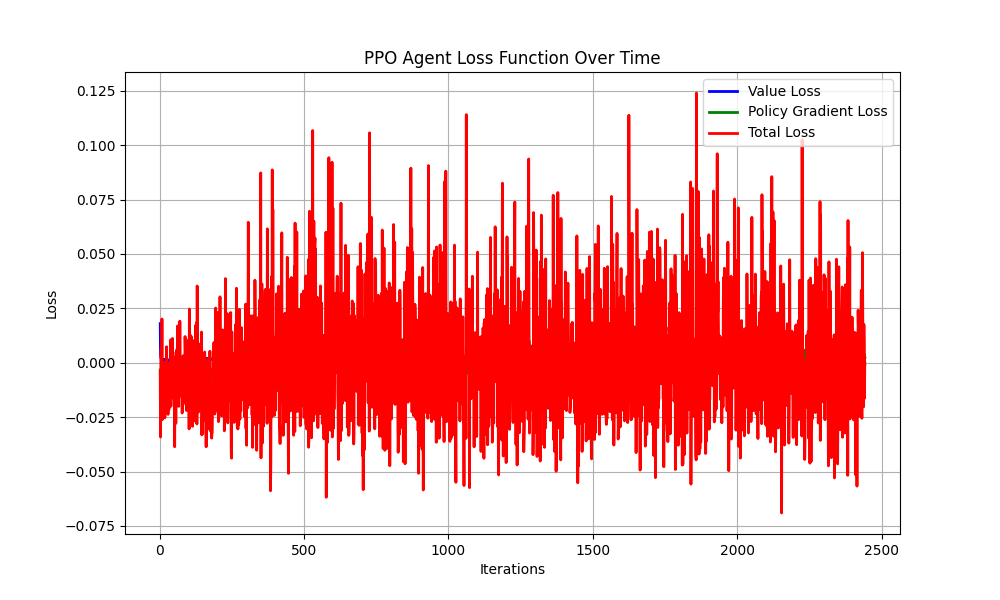 PPO Agent Loss Function Over Time
Value Loss
Policy Gradient Loss
Total Loss
0.125
0.100
0.075
0.050
0.025
0.000
−0.025
−0.050
−0.075
Loss
0 500 1000 1500 2000 2500
Iterations